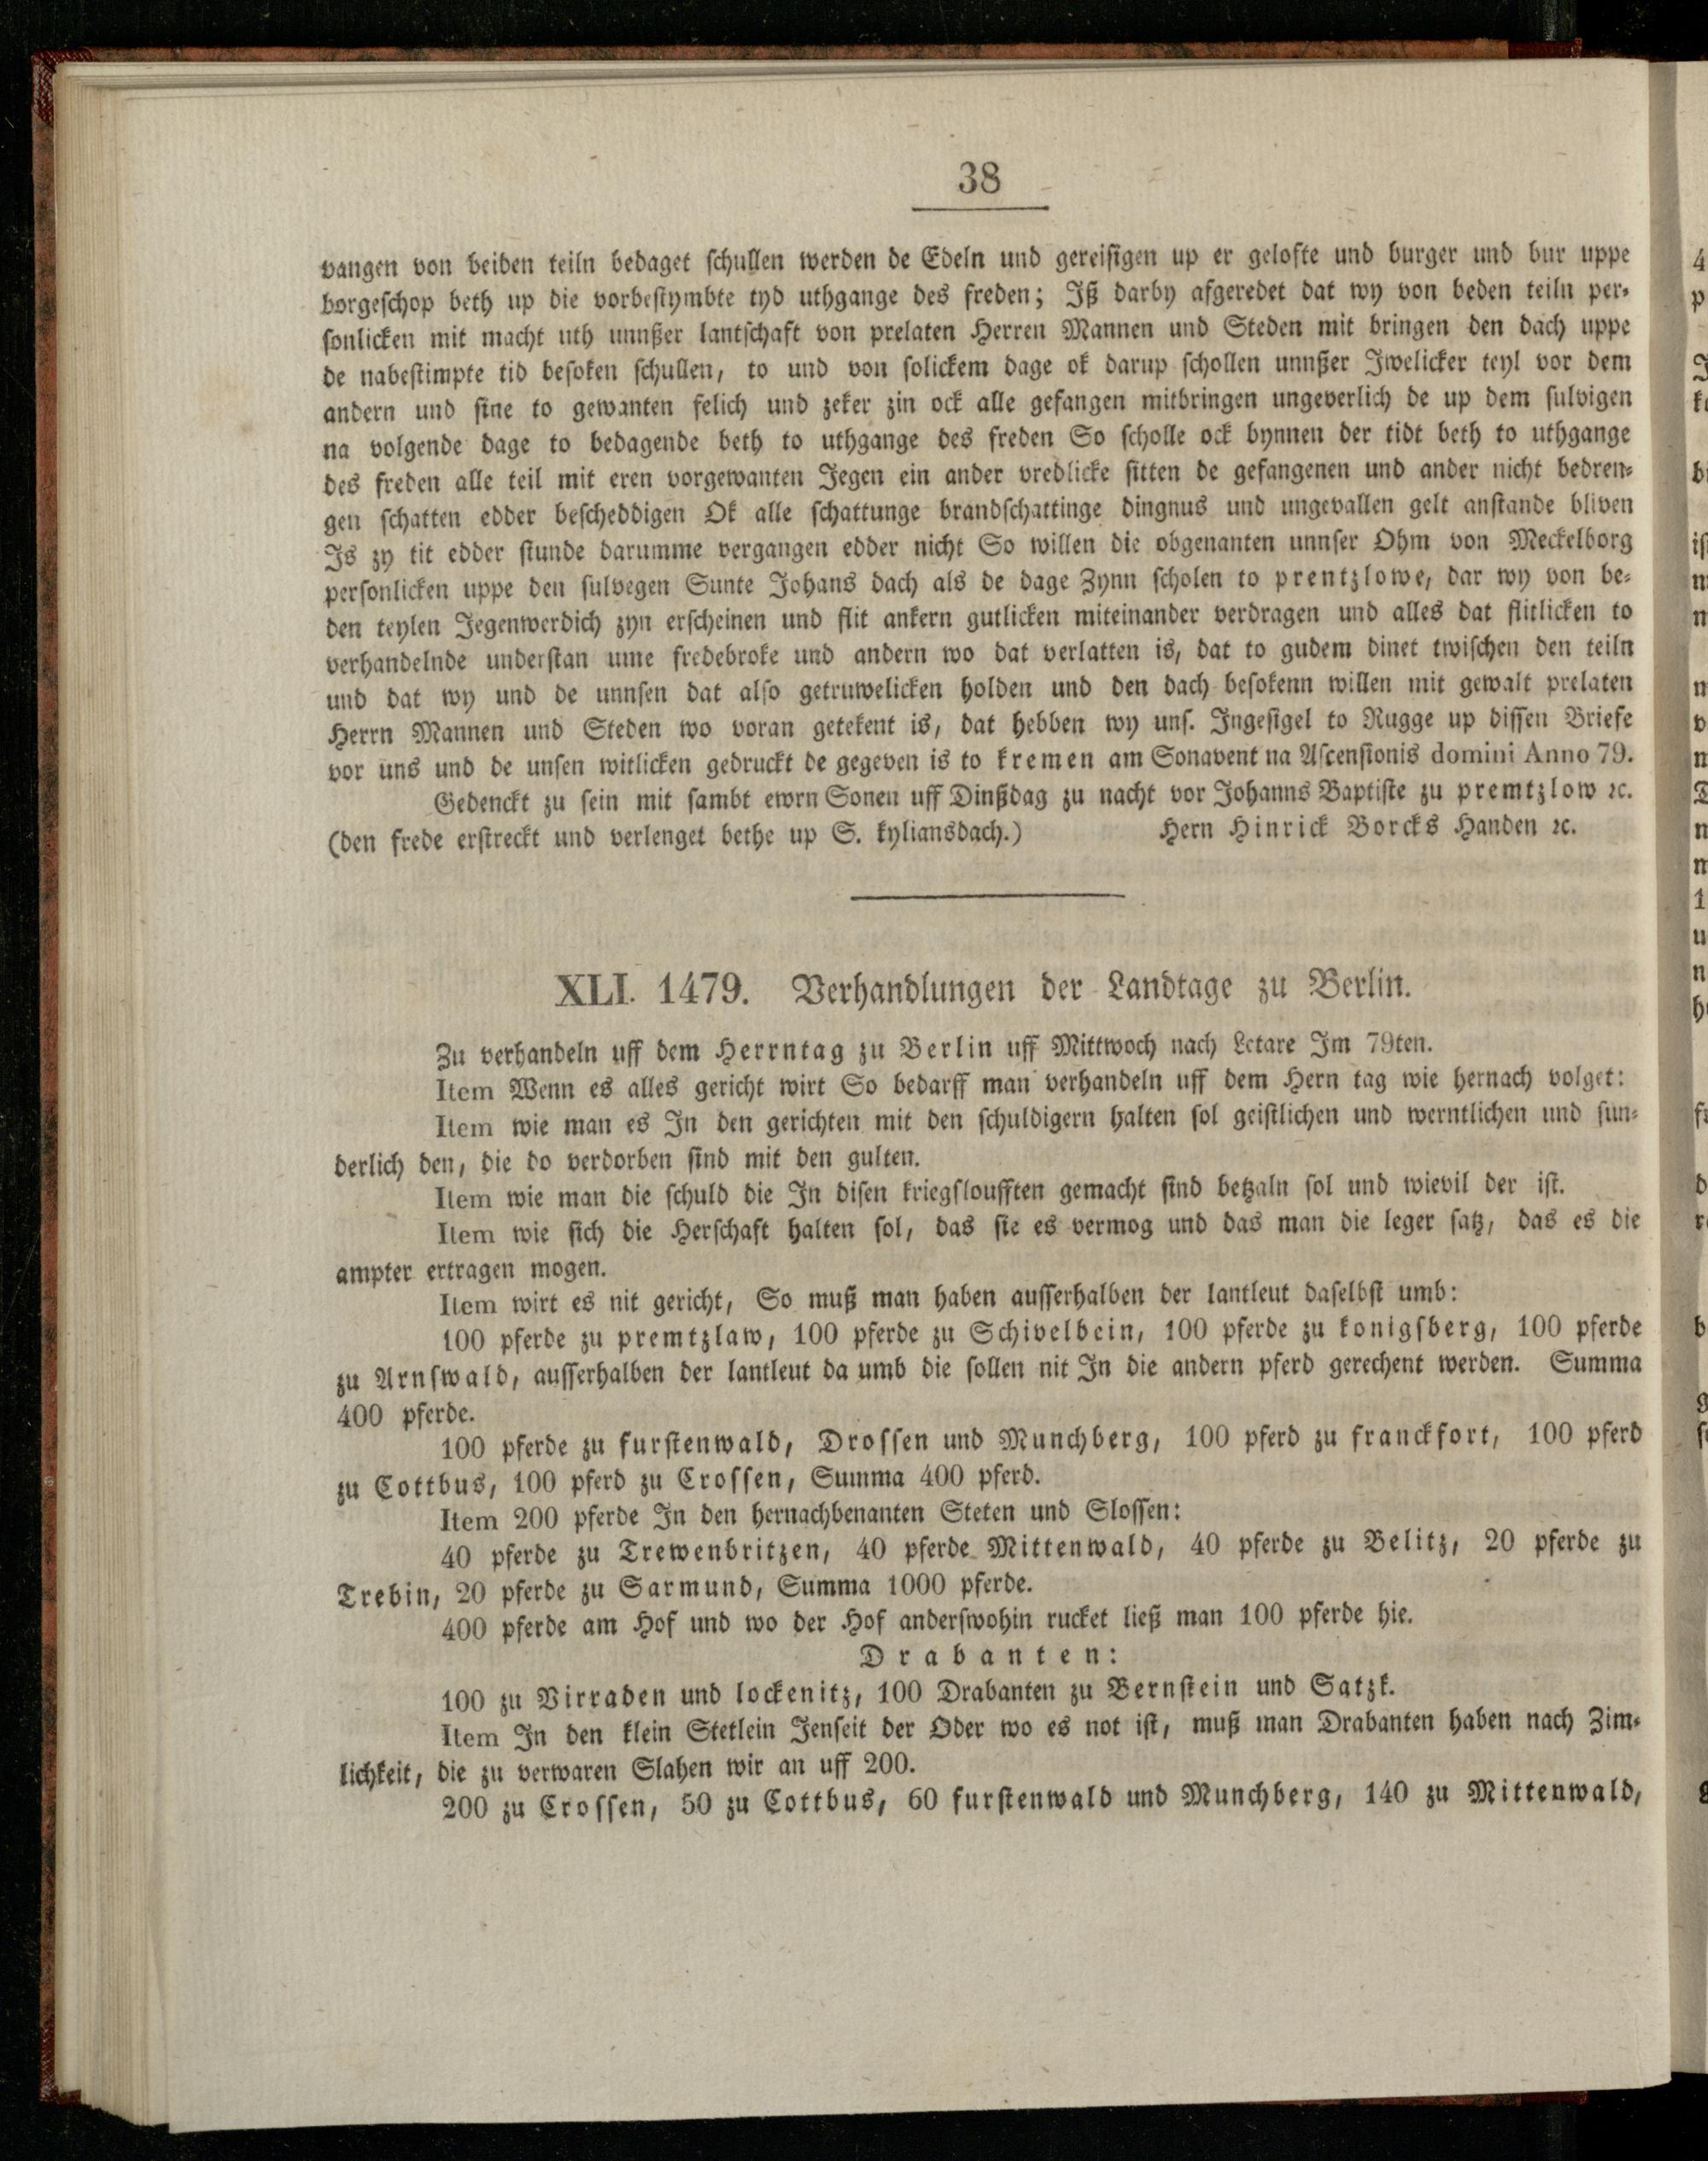 38
vangen von beiden teiln bedaget schullen werden de Edeln und gereisigen up er gelofte und burger und bur uppe
borgeschop beth up die vorbestymbte tyd uthgange des freden; Iß darby afgeredet dat wy von beden teiln per-
sonlicken mit macht uth unnßer lantschaft von prelaten Herren Mannen und Steden mit bringen den dach uppe
de nabestimpte tid besoken schullen, to und von solickem dage ok darup schollen unnßer Iwelicker teyl vor dem
andern und sine to gewanten felich und zeker zin ock alle gefangen mitbringen ungeverlich de up dem sulvigen
na volgende dage to bedagende beth to uthgange des freden So scholle ock bynnen der tidt beth to uthgange
des freden alle teil mit eren vorgewanten Jegen ein ander vredlicke sitten de gefangenen und ander nicht bedren-
gen schatten edder bescheddigen Ok alle schattunge brandschattinge dingnus und ungevallen gelt anstande bliven
Is zy tit edder stunde darumme vergangen edder nicht So willen die obgenanten unnser Ohm von Meckelborg
personlicken uppe den sulvegen Sunte Johans dach als de dage Zynn scholen to prentzlowe, dar wy von be-
den teylen Jegenwerdich zyn erscheinen und flit ankern gutlicken miteinander verdragen und alles dat flitlicken to
verhandelnde understan ume fredebroke und andern wo dat verlatten is, dat to gudem dinet twischen den teiln
und dat wy und de unnsen dat also getruwelicken holden und den dach besokenn willen mit gewalt prelaten
Herrn Mannen und Steden wo voran getekent is, dat hebben wy uns. Ingesigel to Rugge up dissen Briefe
vor uns und de unsen witlicken gedruckt de gegeven is to kremen am Sonavent na Ascensionis domini Anno 79.
Gedenckt zu sein mit sambt ewrn Sonen uff Dinßdag zu nacht vor Johanns Baptiste zu premtzlow ꝛc.
(den frede erstreckt und verlenget bethe up S. kyliansdach.) Hern Hinrick Borcks Handen ꝛc.
XLI. 1479. Verhandlungen der Landtage zu Berlin.
Zu verhandeln uff dem Herrntag zu Berlin uff Mittwoch nach Letare Im 79ten.
Item Wenn es alles gericht wirt So bedarff man verhandeln uff dem Hern tag wie hernach volget:
Item wie man es In den gerichten mit den schuldigern halten sol geistlichen und werntlichen und sun-
derlich den, die do verdorben sind mit den gulten.
Item wie man die schuld die In disen kriegsloufften gemacht sind betzaln sol und wievil der ist.
Item wie sich die Herschaft halten sol, das sie es vermog und das man die leger satz, das es die
ampter ertragen mogen.
Item wirt es nit gericht, So muß man haben ausserhalben der lantleut daselbst umb:
100 pferde zu premtzlaw, 100 pferde zu Schivelbein, 100 pferde zu konigsberg, 100 pferde
zu Arnswald, ausserhalben der lantleut da umb die sollen nit In die andern pferd gerechent werden. Summa
400 pferde.
100 pferde zu furstenwald, Drossen und Munchberg, 100 pferd zu franckfort, 100 pferd
zu Cottbus, 100 pferd zu Crossen, Summa 400 pferd.
Item 200 pferde In den hernachbenanten Steten und Slossen:
40 pferde zu Trewenbritzen, 40 pferde Mittenwald, 40 pferde zu Belitz, 20 pferde zu
Trebin, 20 pferde zu Sarmund, Summa 1000 pferde.
400 pferde am Hof und wo der Hof anderswohin rucket ließ man 100 pferde hie.
Drabanten:
100 zu Virraden und lockenitz, 100 Drabanten zu Bernstein und Satzk.
Item In den klein Stetlein Jenseit der Oder wo es not ist, muß man Drabanten haben nach Zim-
lichkeit, die zu verwaren Slahen wir an uff 200.
200 zu Crossen, 50 zu Cottbus, 60 furstenwald und Munchberg, 140 zu Mittenwald,